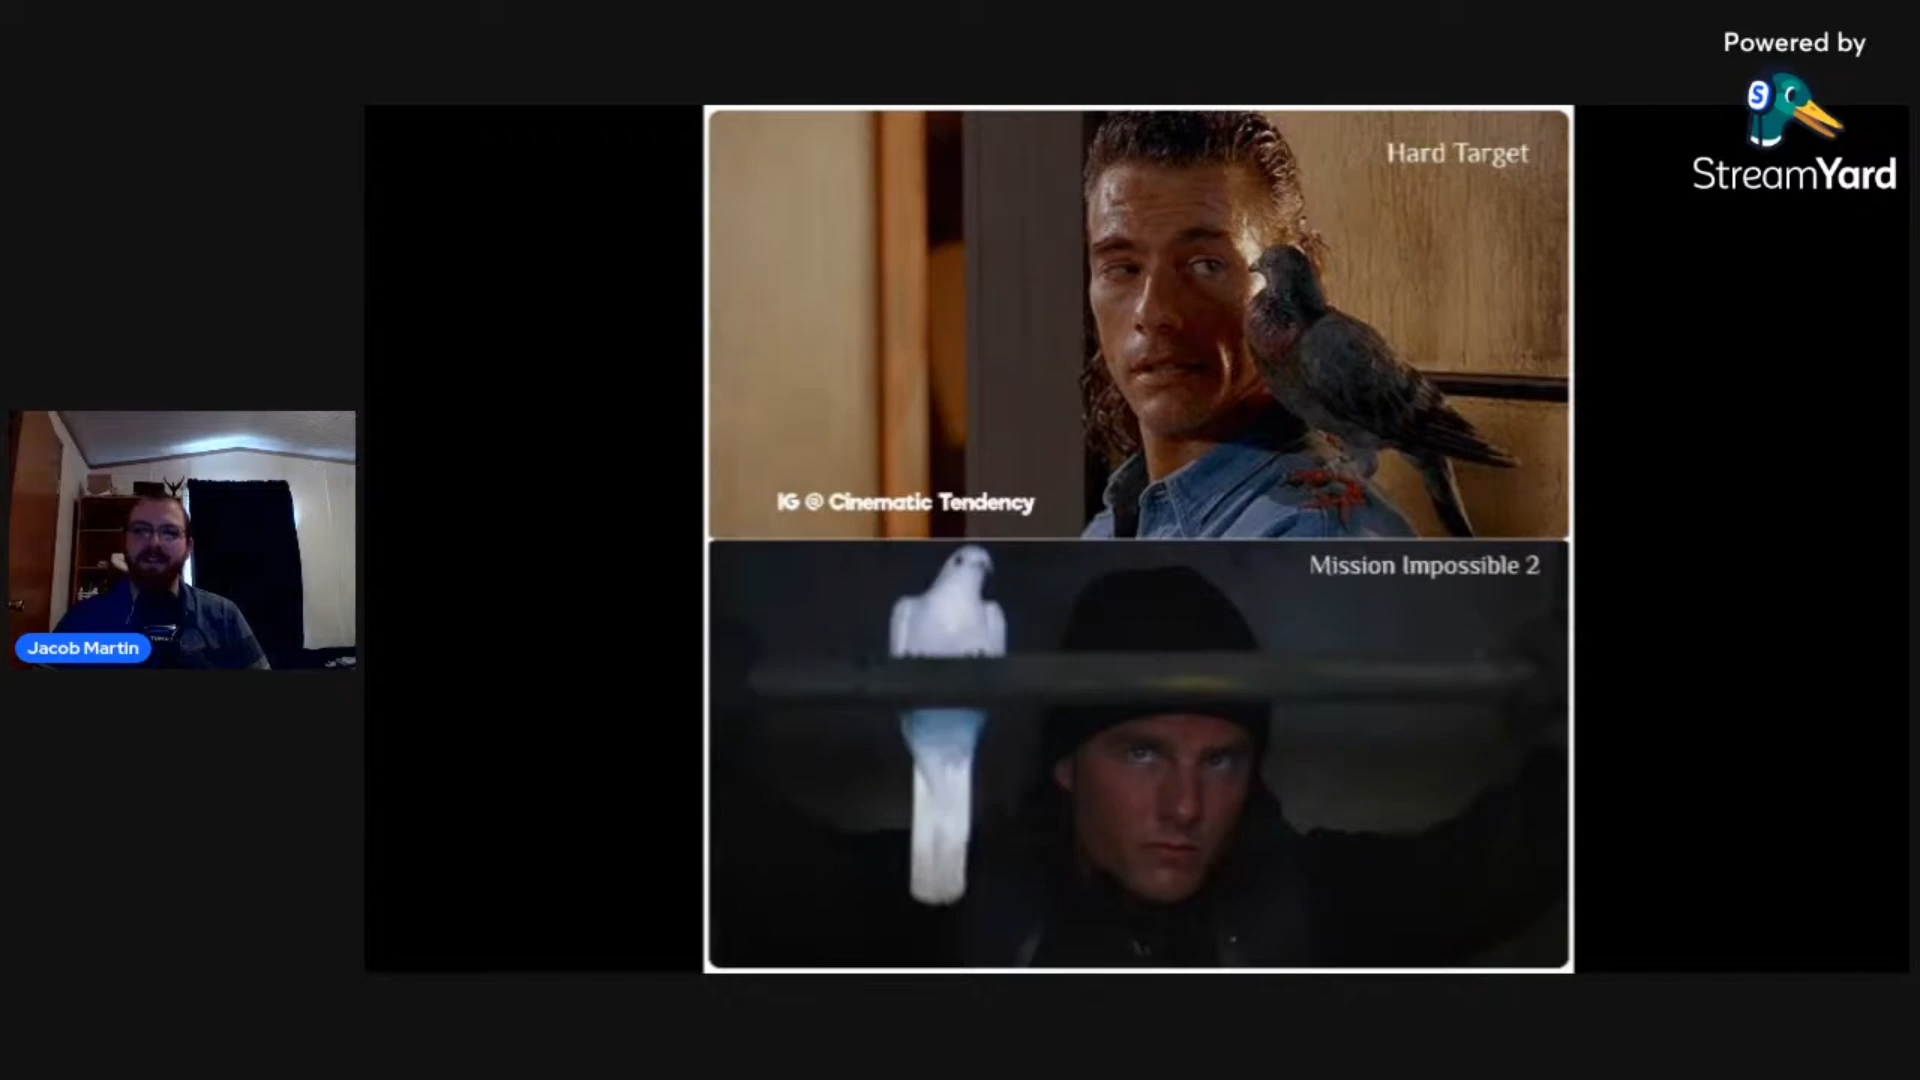 Powered by
S
StreamYard
Hard Target
IG @ Cinematic Tendency
Mission Impossible 2
Jacob Martin